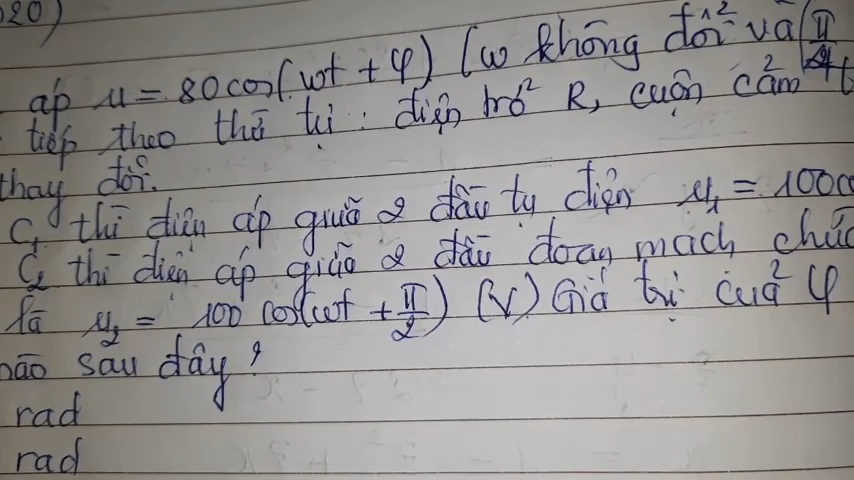 20)
áp u = 80cos(ωt + φ) (ω không đổi và π/4
tiếp theo thứ tự: điện trở R, cuộn cảm t
thay đổi.
C₁ thì điện áp giữa 2 đầu tụ điện u₁ = 100c
C₂ thì điện áp giữa 2 đầu đoạn mạch chứa
là u₂ = 100 cos(ωt + π/2) (V) Giá trị của φ
nào sau đây?
rad
rad